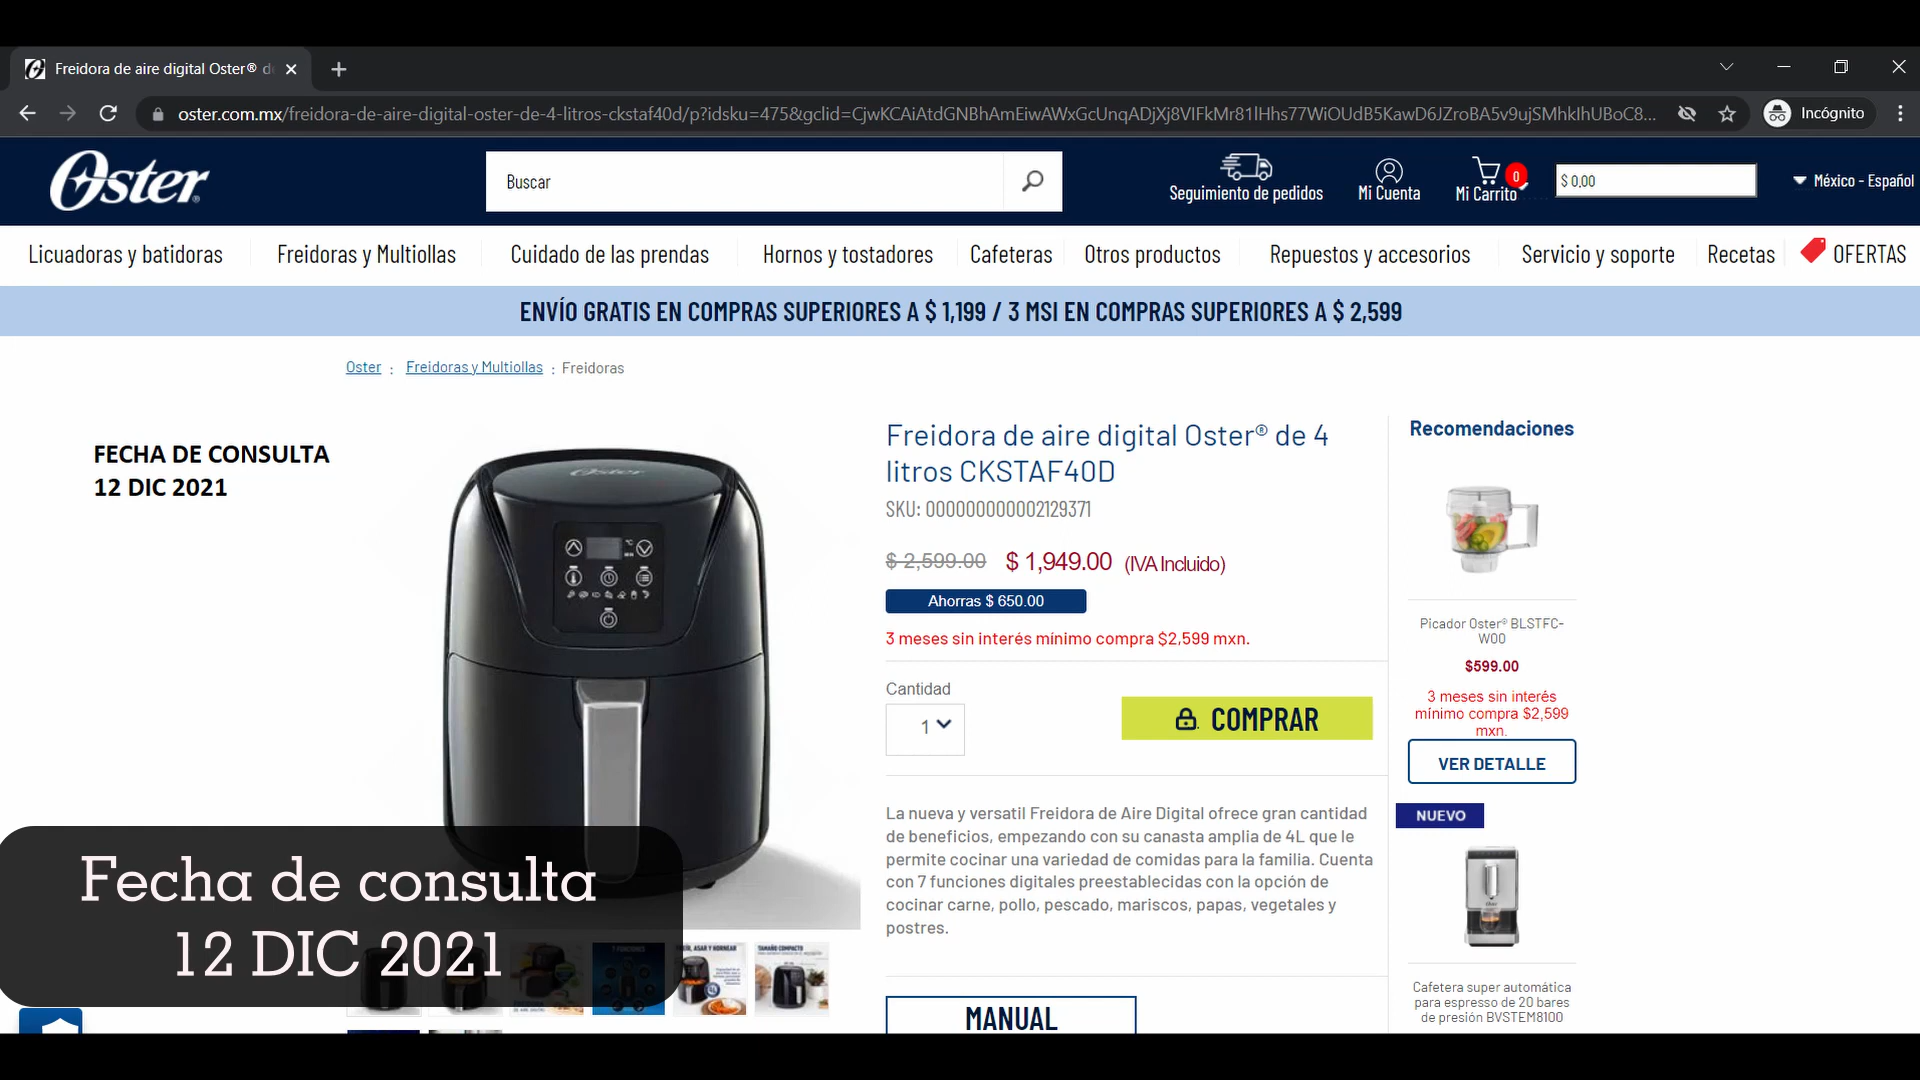 Freidora de aire digital Oster® d
oster.com.mx/freidora-de-aire-digital-oster-de-4-litros-ckstaf40d/p?idsku=475&gclid=CjwKCAiAtdGNBhAmEiwAWxGcUnqADjXj8VIFkMr81lHhs77WiOUdB5KawD6JZroBA5v9ujSMhkIhUBoC8...
Incógnito
Oster®
Buscar
Seguimiento de pedidos
Mi Cuenta
Mi Carrito
0
$ 0.00
México - Español
Licuadoras y batidoras
Freidoras y Multiollas
Cuidado de las prendas
Hornos y tostadores
Cafeteras
Otros productos
Repuestos y accesorios
Servicio y soporte
Recetas
OFERTAS
ENVÍO GRATIS EN COMPRAS SUPERIORES A $ 1,199 / 3 MSI EN COMPRAS SUPERIORES A $ 2,599
Oster : Freidoras y Multiollas : Freidoras
FECHA DE CONSULTA
12 DIC 2021
Oster
Freidora de aire digital Oster® de 4
litros CKSTAF40D
SKU: 000000000002129371
$ 2,599.00 $ 1,949.00 (IVA Incluido)
Ahorras $ 650.00
3 meses sin interés mínimo compra $2,599 mxn.
Cantidad
1
COMPRAR
La nueva y versatil Freidora de Aire Digital ofrece gran cantidad
de beneficios, empezando con su canasta amplia de 4L que le
permite cocinar una variedad de comidas para la familia. Cuenta
con 7 funciones digitales preestablecidas con la opción de
cocinar carne, pollo, pescado, mariscos, papas, vegetales y
postres.
MANUAL
Recomendaciones
Picador Oster® BLSTFC-
W00
$599.00
3 meses sin interés
mínimo compra $2,599
mxn.
VER DETALLE
NUEVO
Cafetera super automática
para espresso de 20 bares
de presión BVSTEM8100
Fecha de consulta
12 DIC 2021
7 FUNCIONES
ASAR Y HORNEAR
TAMAÑO COMPACTO